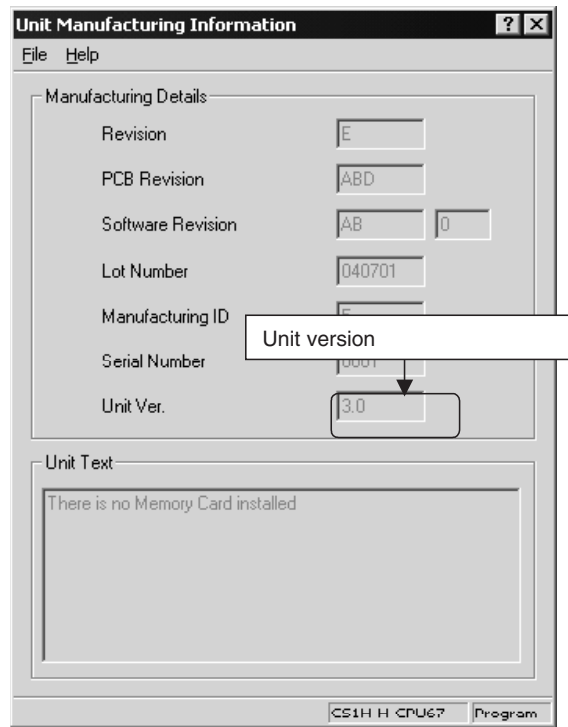 Unit Manufacturing Information
File Help
Manufacturing Details
Revision E
PCB Revision ABD
Software Revision AB 0
Lot Number 040701
Manufacturing ID
Unit version
Serial Number
Unit Ver. 3.0
Unit Text
There is no Memory Card installed
CS1H-H CPU67 Program